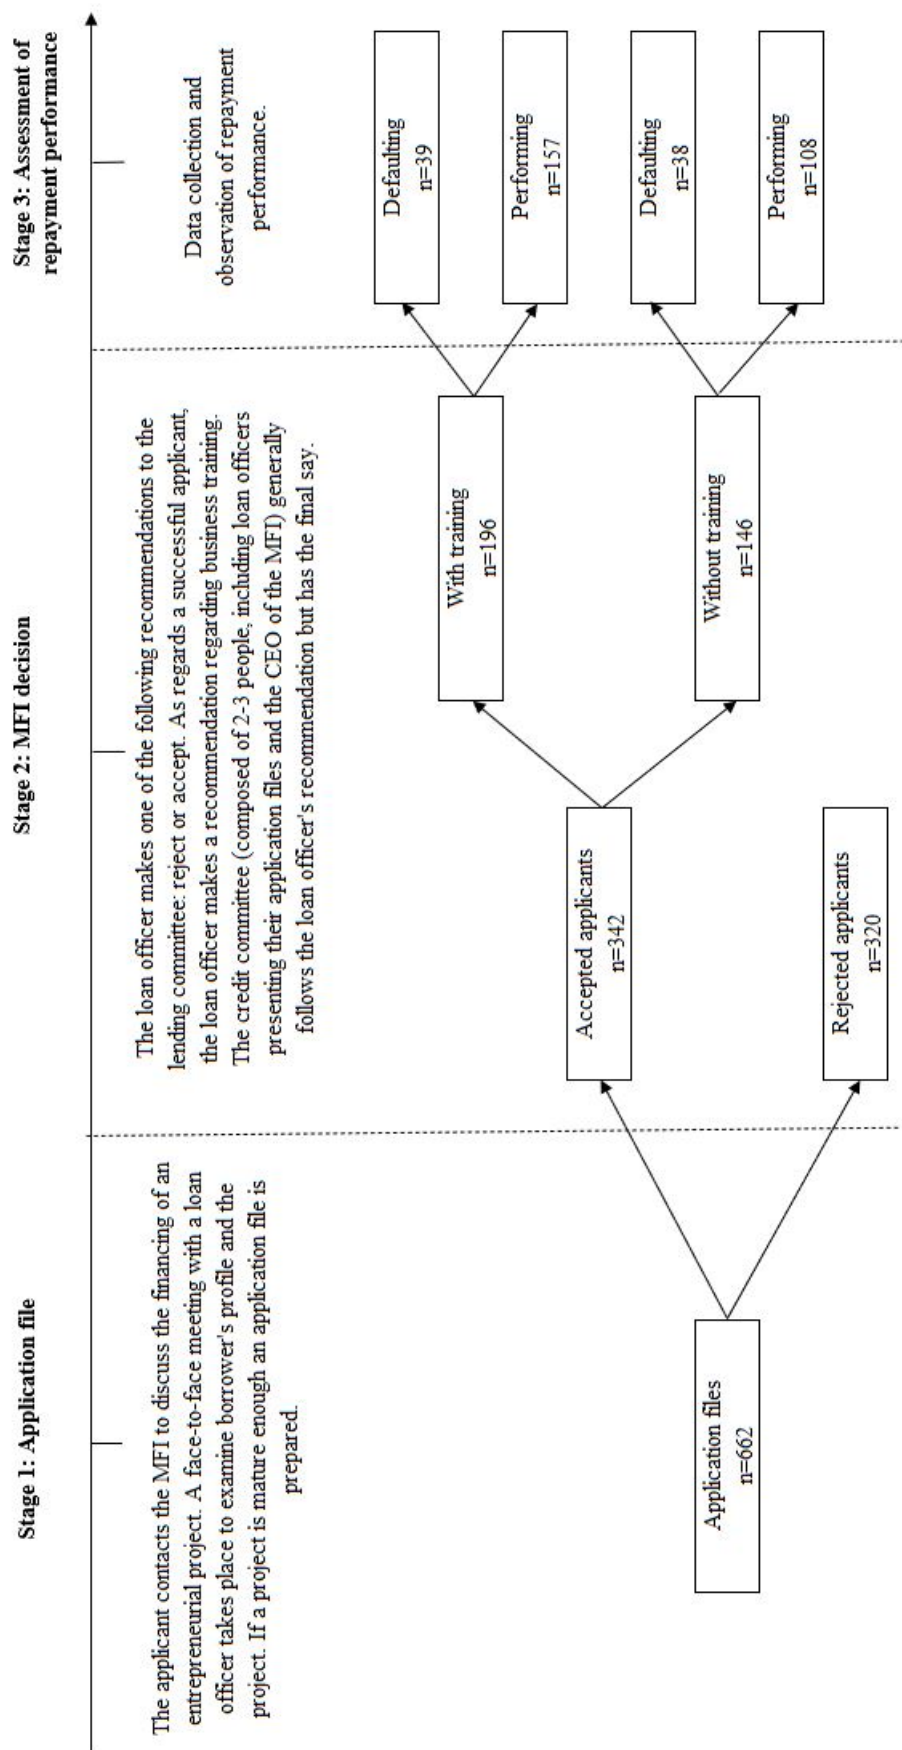 Stage 1: Application file
The applicant contacts the MFI to discuss the financing of an
entrepreneurial project. A face-to-face meeting with a loan
officer takes place to examine borrower's profile and the
project. If a project is mature enough an application file is
prepared.
Application files
n=662
Stage 2: MFI decision
The loan officer makes one of the following recommendations to the
lending committee: reject or accept. As regards a successful applicant,
the loan officer makes a recommendation regarding business training.
The credit committee (composed of 2-3 people, including loan officers
presenting their application files and the CEO of the MFI) generally
follows the loan officer's recommendation but has the final say.
Accepted applicants
n=342
Rejected applicants
n=320
With training
n=196
Without training
n=146
Stage 3: Assessment of
repayment performance
Data collection and
observation of repayment
performance.
Defaulting
n=39
Performing
n=157
Defaulting
n=38
Performing
n=108